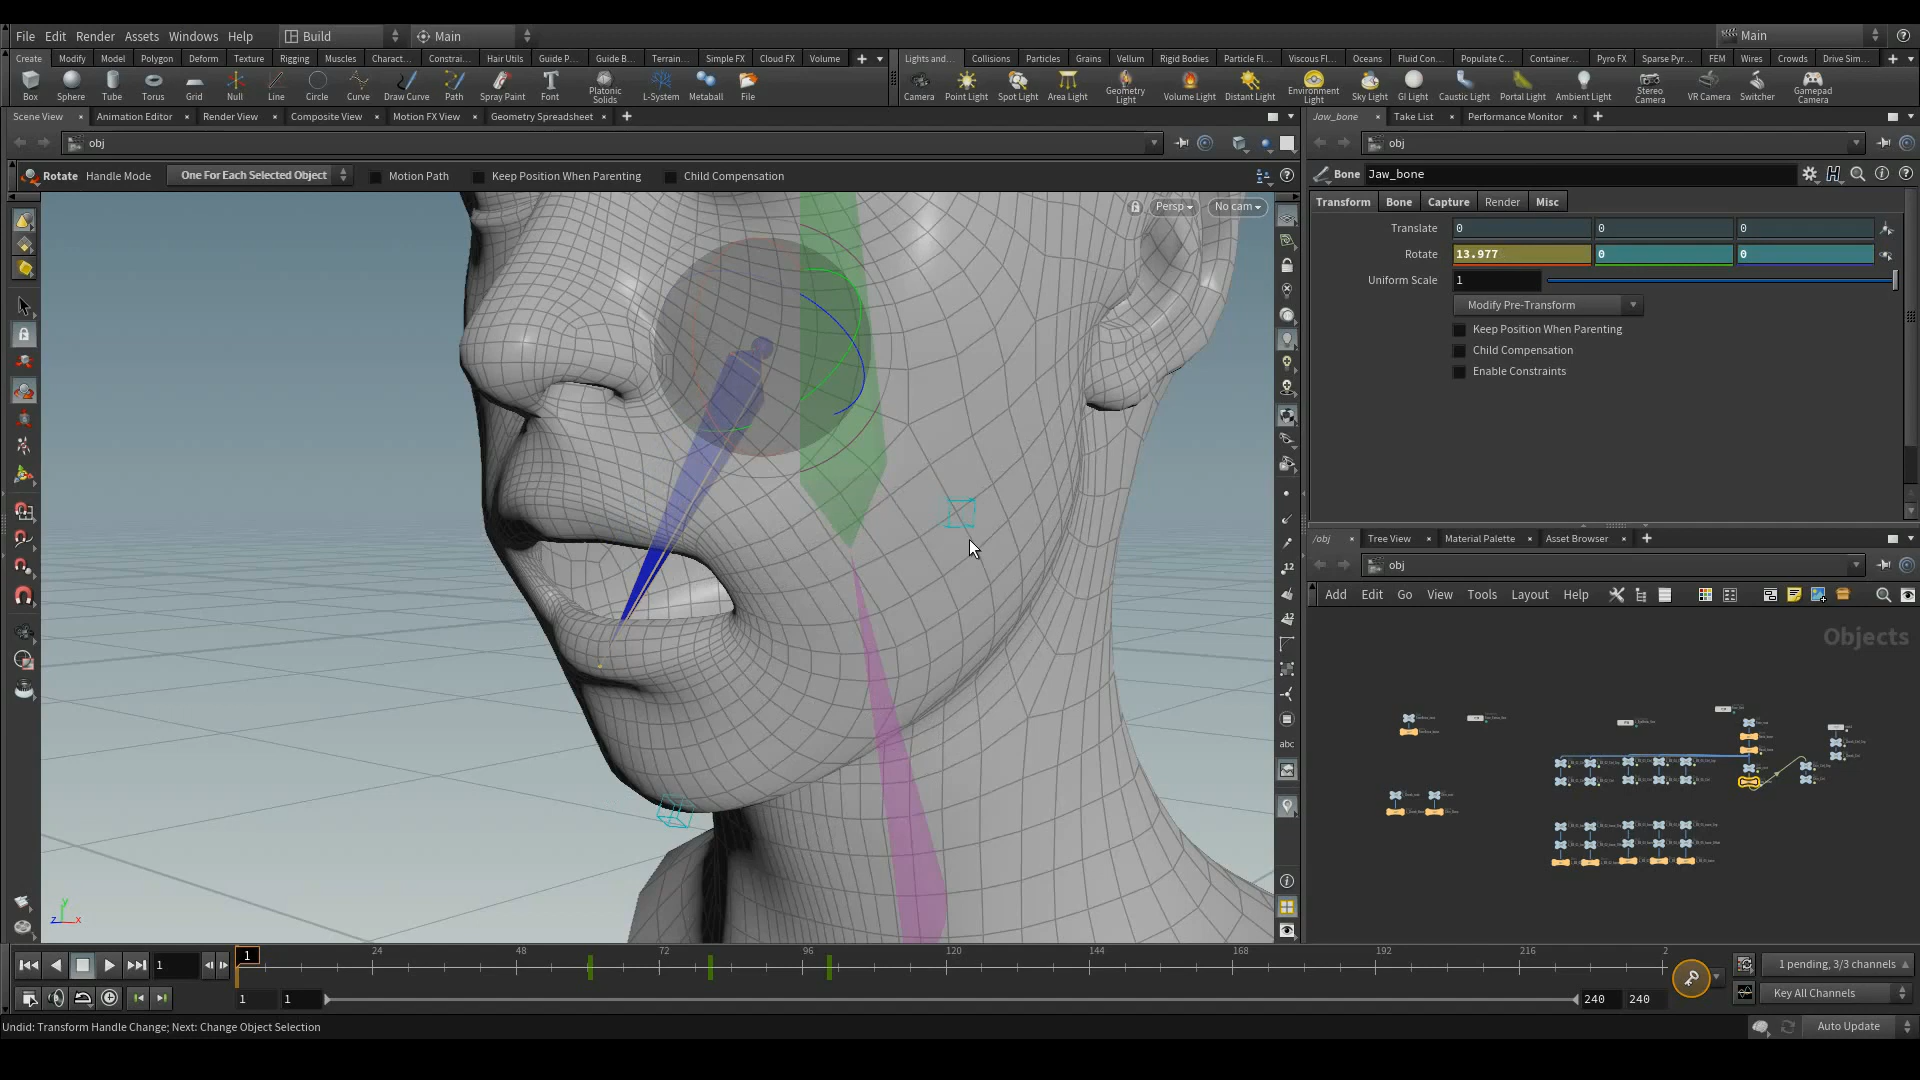 File Edit Render Assets Windows Help Build Main Main
Create Modify Model Polygon Deform Texture Rigging Muscles Charact... Constrai... Hair Utils Guide P... Guide B... Terrain... Simple FX Cloud FX Volume
Lights and... Collisions Particles Grains Vellum Rigid Bodies Particle Fl... Viscous Fl... Oceans Fluid Con... Populate C... Container... Pyro FX Sparse Pyr... FEM Wires Crowds Drive Sim...
Box Sphere Tube Torus Grid Null Line Circle Curve Draw Curve Path Spray Paint Font Platonic Solids L-System Metaball File
Camera Point Light Spot Light Area Light Geometry Light Volume Light Distant Light Environment Light Sky Light GI Light Caustic Light Portal Light Ambient Light Stereo Camera VR Camera Switcher Gamepad Camera
Scene View Animation Editor Render View Composite View Motion FX View Geometry Spreadsheet
Jaw_bone Take List Performance Monitor
obj
obj
Rotate Handle Mode One For Each Selected Object Motion Path Keep Position When Parenting Child Compensation
Bone Jaw_bone
Persp No cam
Transform Bone Capture Render Misc
Translate 0 0 0
Rotate 13.977 0 0
Uniform Scale 1
Modify Pre-Transform
Keep Position When Parenting
Child Compensation
Enable Constraints
/obj Tree View Material Palette Asset Browser
obj
Add Edit Go View Tools Layout Help
Objects
12
12
abc
y
z x
1 24 48 72 96 120 144 168 192 216 2
1
1 pending, 3/3 channels
1 1 240 240
Key All Channels
Undid: Transform Handle Change; Next: Change Object Selection
Auto Update